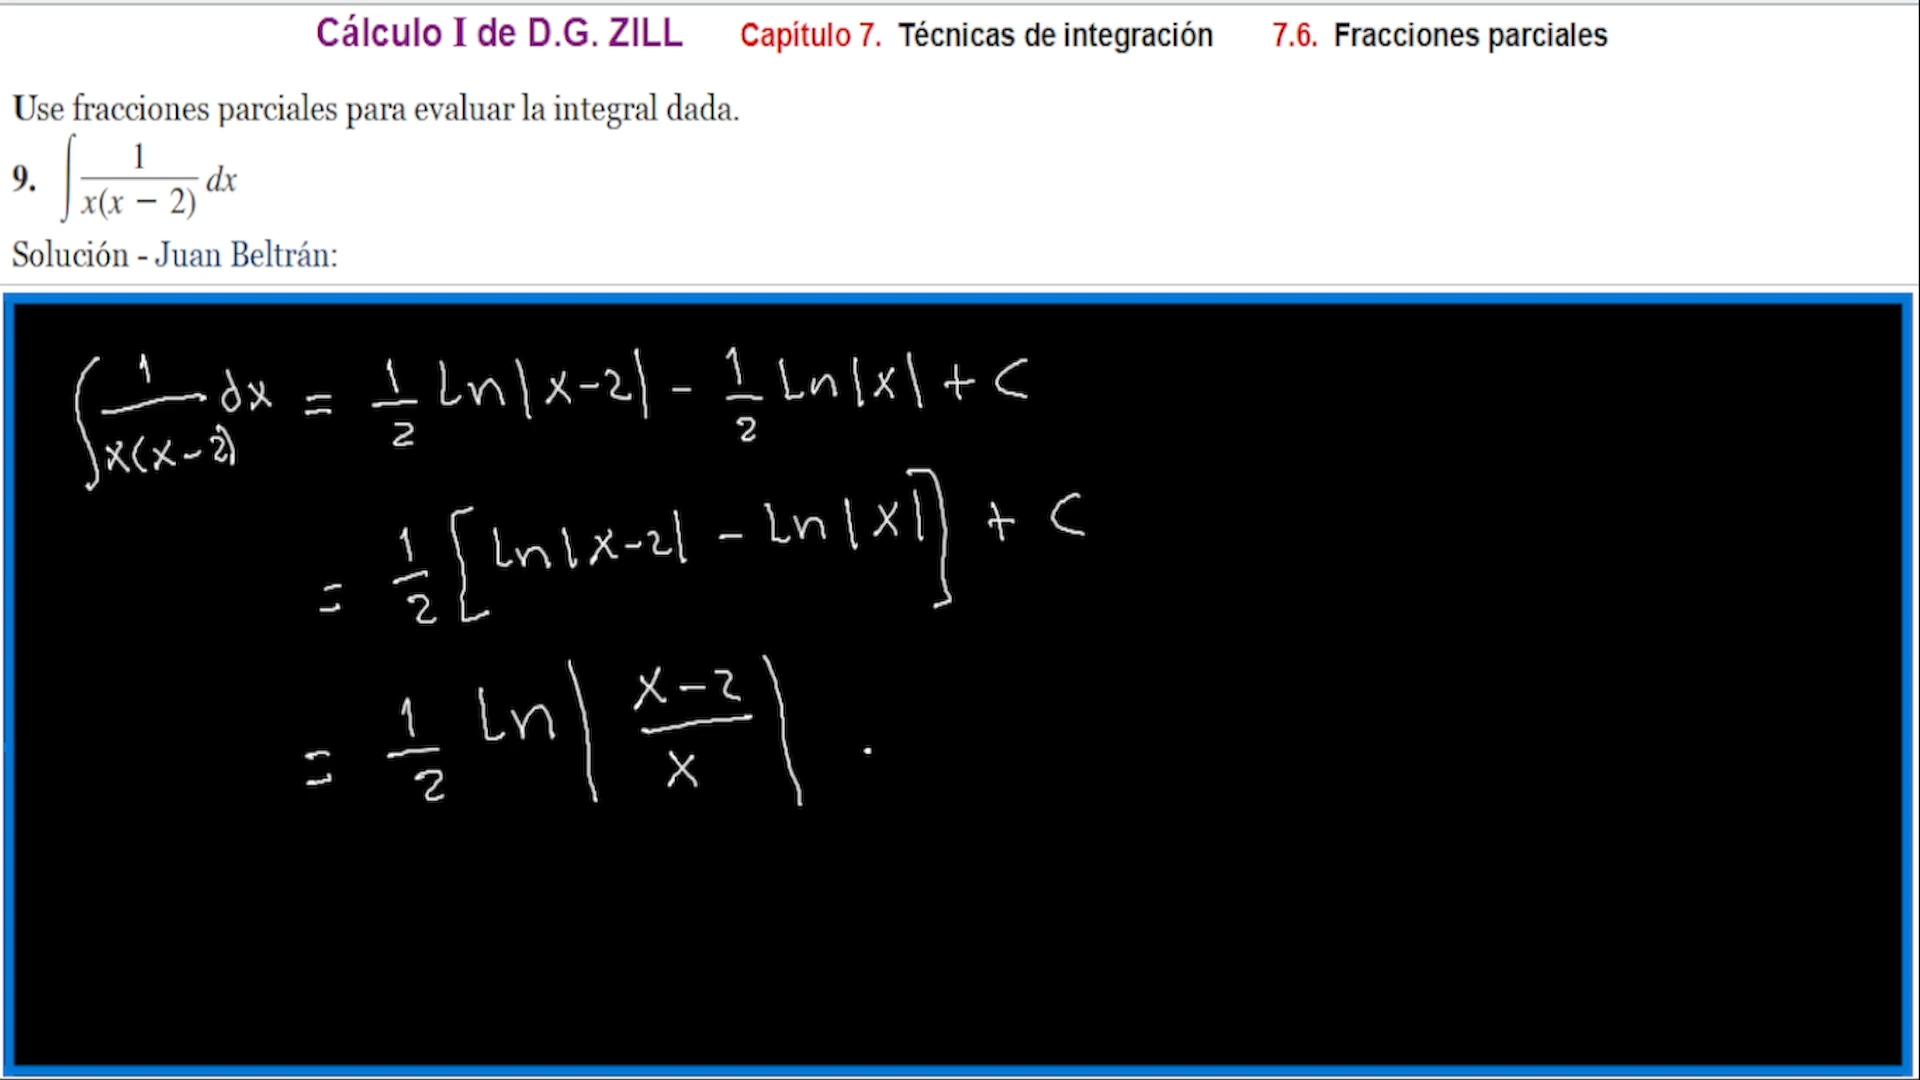 Cálculo I de D.G. ZILL Capítulo 7. Técnicas de integración 7.6. Fracciones parciales
Use fracciones parciales para evaluar la integral dada.
9. ∫ 1/(x(x − 2)) dx
Solución - Juan Beltrán:
∫ 1/(x(x-2)) dx = 1/2 Ln|x-2| - 1/2 Ln|x| + C
= 1/2 [Ln|x-2| - Ln|x|] + C
= 1/2 Ln|(x-2)/x| .